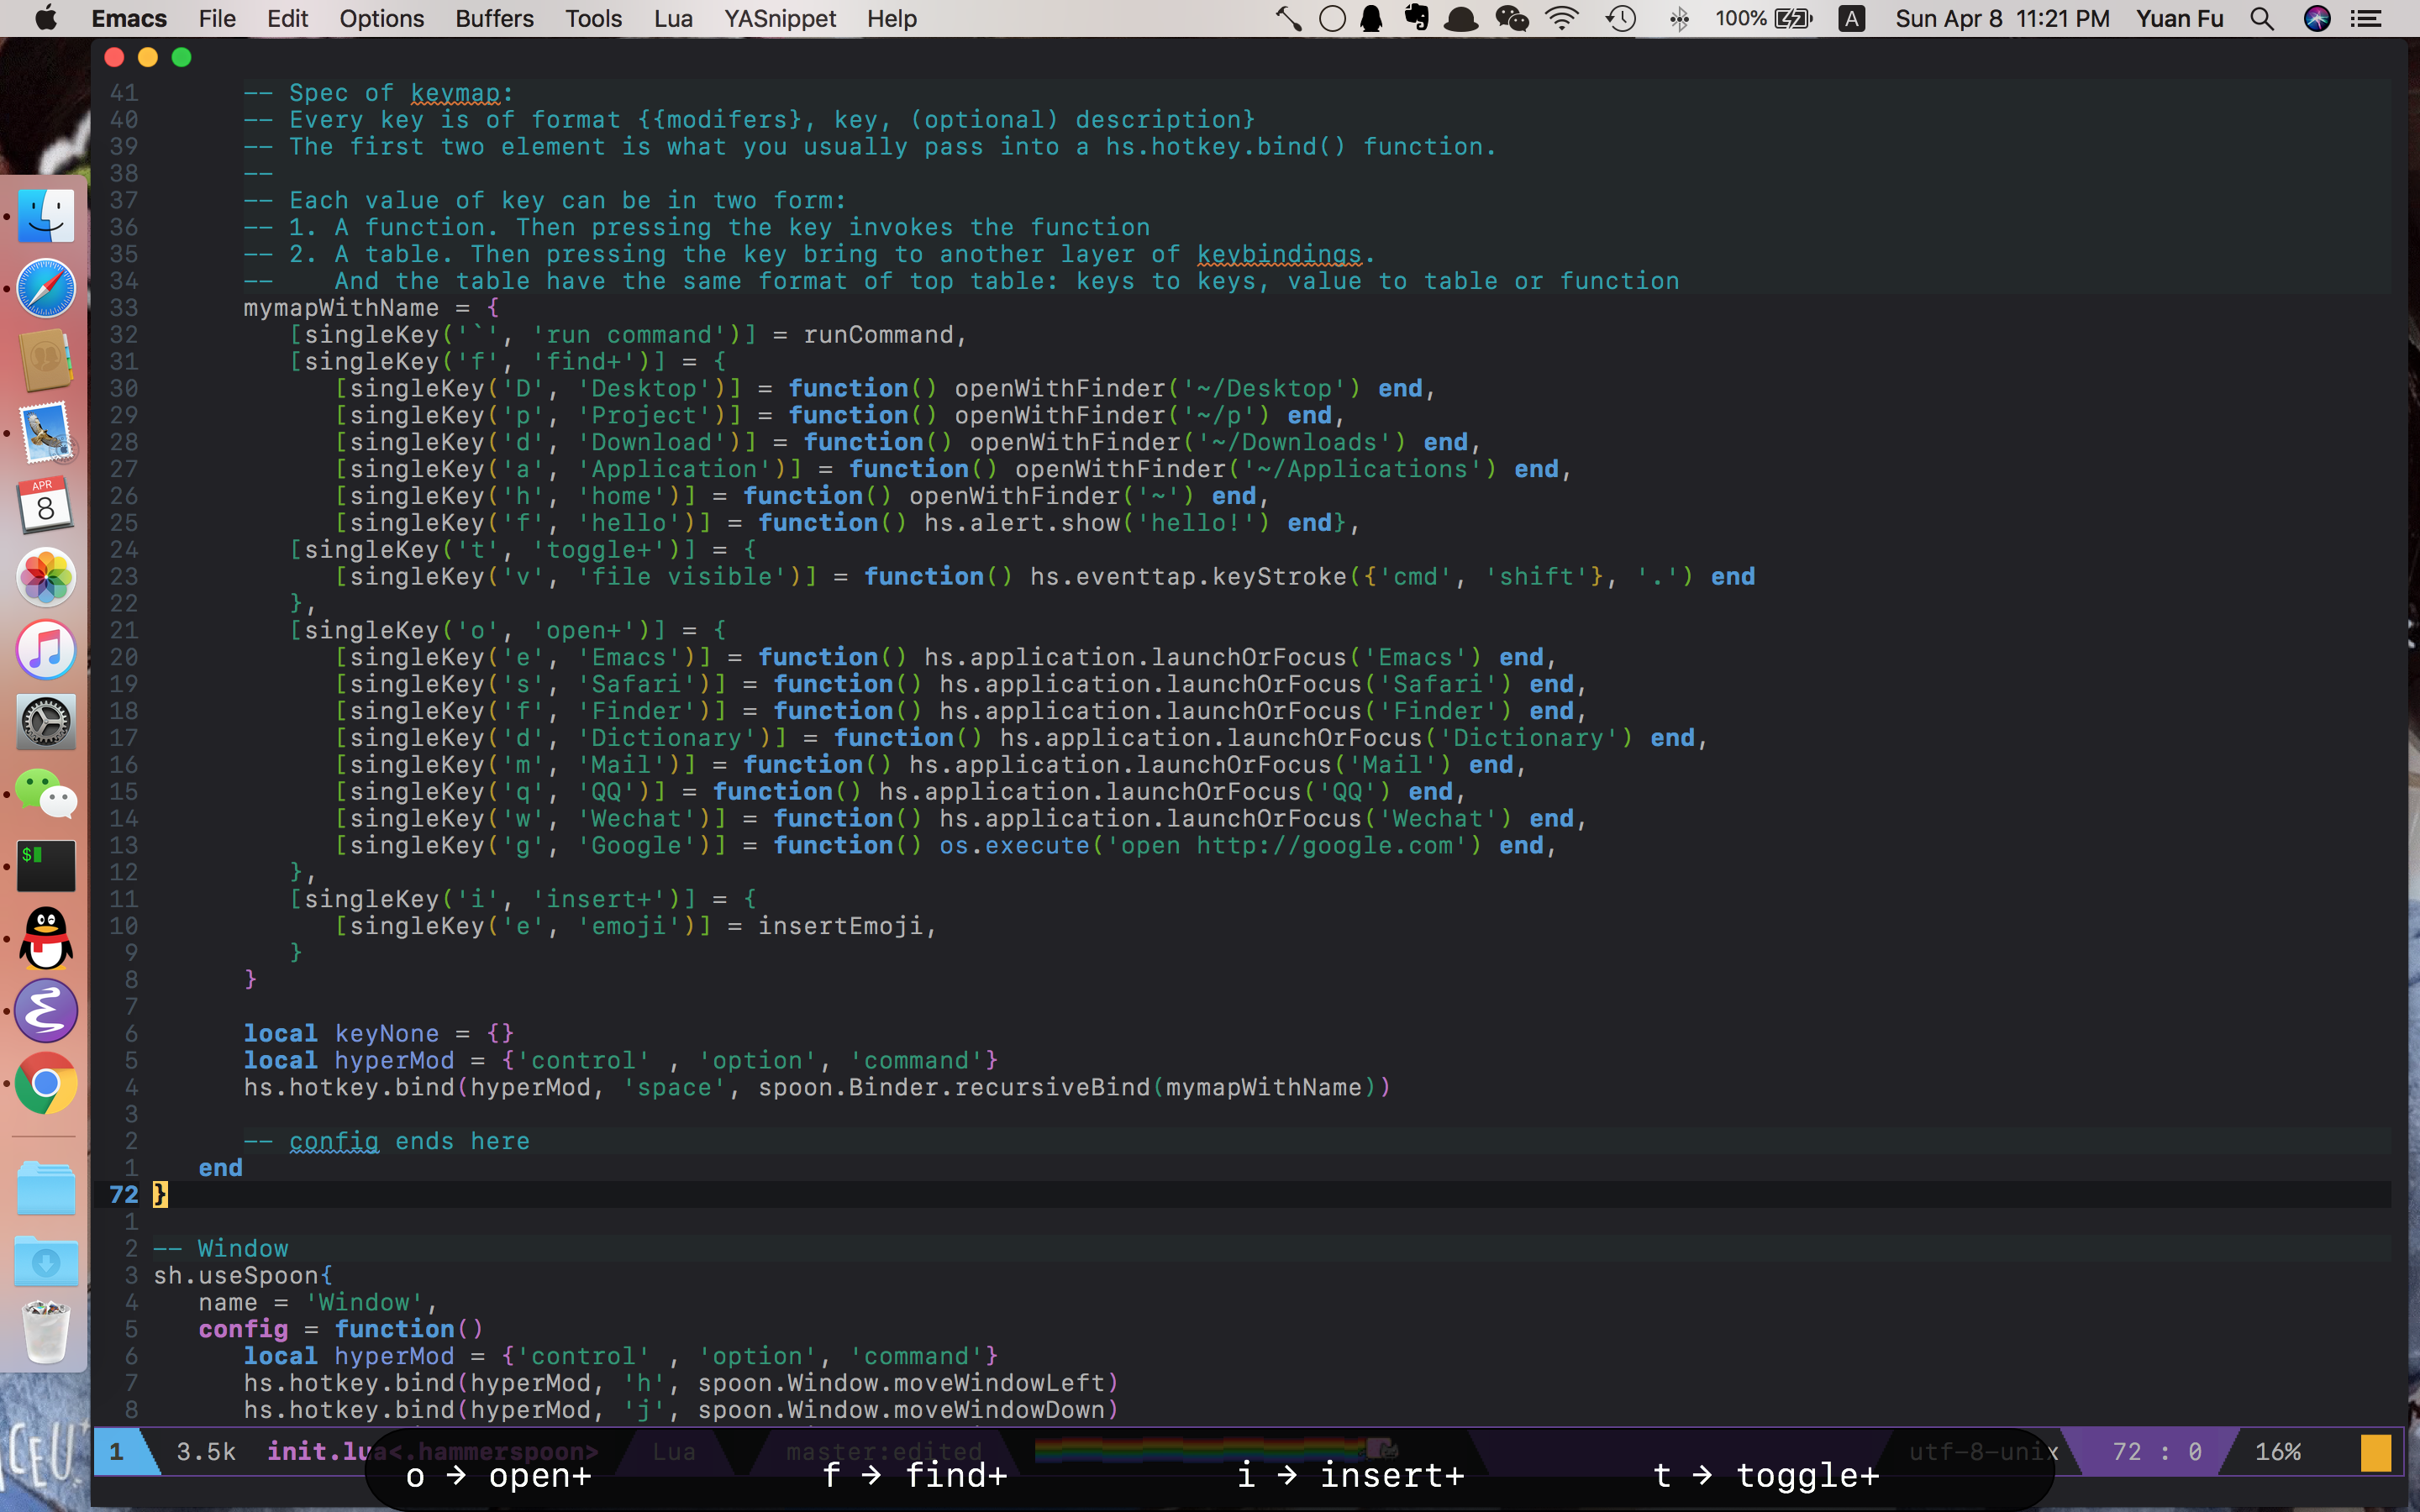 Emacs File Edit Options Buffers Tools Lua YASnippet Help 100% A Sun Apr 8 11:21 PM Yuan Fu
41 -- Spec of keymap:
40 -- Every key is of format {{modifers}, key, (optional) description}
39 -- The first two element is what you usually pass into a hs.hotkey.bind() function.
38 --
37 -- Each value of key can be in two form:
36 -- 1. A function. Then pressing the key invokes the function
35 -- 2. A table. Then pressing the key bring to another layer of keybindings.
34 --    And the table have the same format of top table: keys to keys, value to table or function
33 mymapWithName = {
32 [singleKey('`', 'run command')] = runCommand,
31 [singleKey('f', 'find+')] = {
30 [singleKey('D', 'Desktop')] = function() openWithFinder('~/Desktop') end,
29 [singleKey('p', 'Project')] = function() openWithFinder('~/p') end,
28 [singleKey('d', 'Download')] = function() openWithFinder('~/Downloads') end,
27 [singleKey('a', 'Application')] = function() openWithFinder('~/Applications') end,
26 [singleKey('h', 'home')] = function() openWithFinder('~') end,
25 [singleKey('f', 'hello')] = function() hs.alert.show('hello!') end},
24 [singleKey('t', 'toggle+')] = {
23 [singleKey('v', 'file visible')] = function() hs.eventtap.keyStroke({'cmd', 'shift'}, '.') end
22 },
21 [singleKey('o', 'open+')] = {
20 [singleKey('e', 'Emacs')] = function() hs.application.launchOrFocus('Emacs') end,
19 [singleKey('s', 'Safari')] = function() hs.application.launchOrFocus('Safari') end,
18 [singleKey('f', 'Finder')] = function() hs.application.launchOrFocus('Finder') end,
17 [singleKey('d', 'Dictionary')] = function() hs.application.launchOrFocus('Dictionary') end,
16 [singleKey('m', 'Mail')] = function() hs.application.launchOrFocus('Mail') end,
15 [singleKey('q', 'QQ')] = function() hs.application.launchOrFocus('QQ') end,
14 [singleKey('w', 'Wechat')] = function() hs.application.launchOrFocus('Wechat') end,
13 [singleKey('g', 'Google')] = function() os.execute('open http://google.com') end,
12 },
11 [singleKey('i', 'insert+')] = {
10 [singleKey('e', 'emoji')] = insertEmoji,
9 }
8 }
7
6 local keyNone = {}
5 local hyperMod = {'control' , 'option', 'command'}
4 hs.hotkey.bind(hyperMod, 'space', spoon.Binder.recursiveBind(mymapWithName))
3
2 -- config ends here
1 end
72 }
1
2 -- Window
3 sh.useSpoon{
4 name = 'Window',
5 config = function()
6 local hyperMod = {'control' , 'option', 'command'}
7 hs.hotkey.bind(hyperMod, 'h', spoon.Window.moveWindowLeft)
8 hs.hotkey.bind(hyperMod, 'j', spoon.Window.moveWindowDown)
1 3.5k init.lua<.hammerspoon> Lua master:edited utf-8-unix 72 : 0 16%
o → open+ f → find+ i → insert+ t → toggle+
APR
8
$
CEU